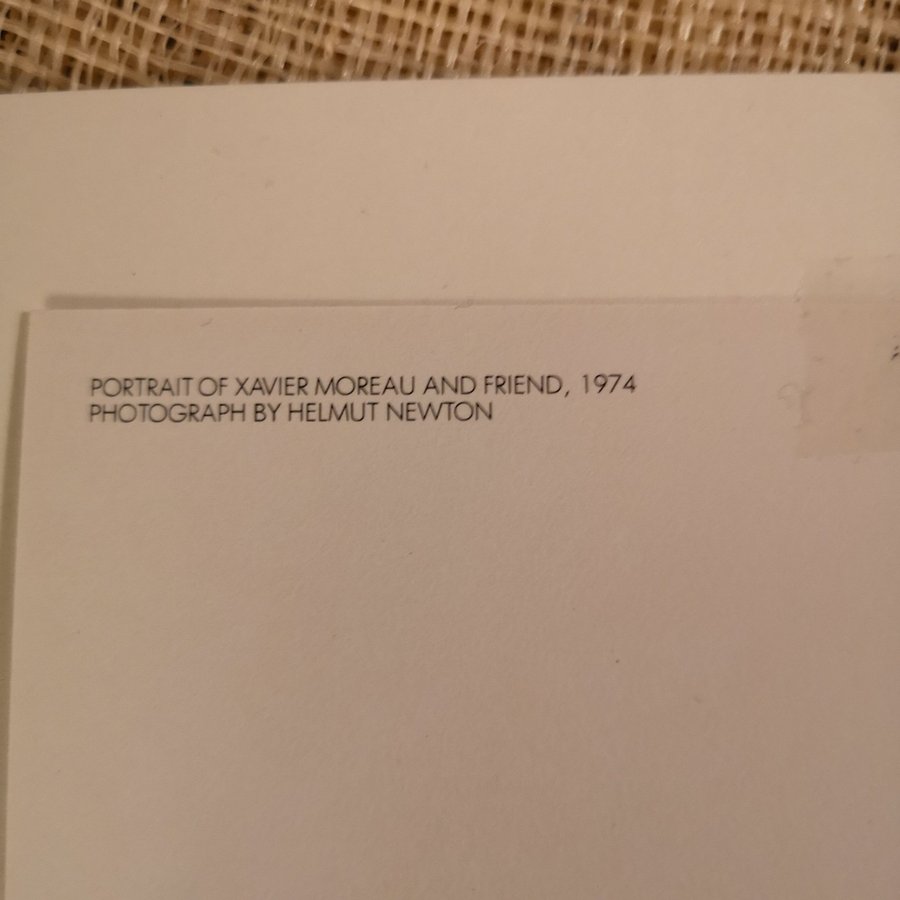 PORTRAIT OF XAVIER MOREAU AND FRIEND, 1974
PHOTOGRAPH BY HELMUT NEWTON